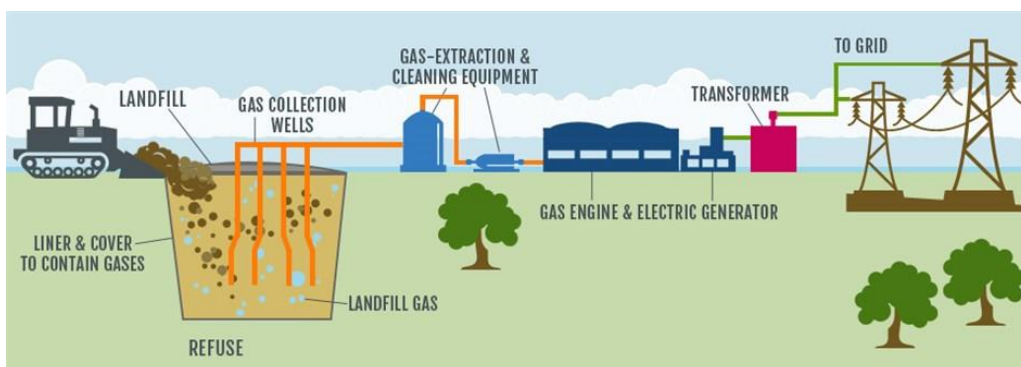 LANDFILL
GAS COLLECTION
WELLS
GAS-EXTRACTION &
CLEANING EQUIPMENT
TRANSFORMER
TO GRID
GAS ENGINE & ELECTRIC GENERATOR
LINER & COVER
TO CONTAIN GASES
LANDFILL GAS
REFUSE